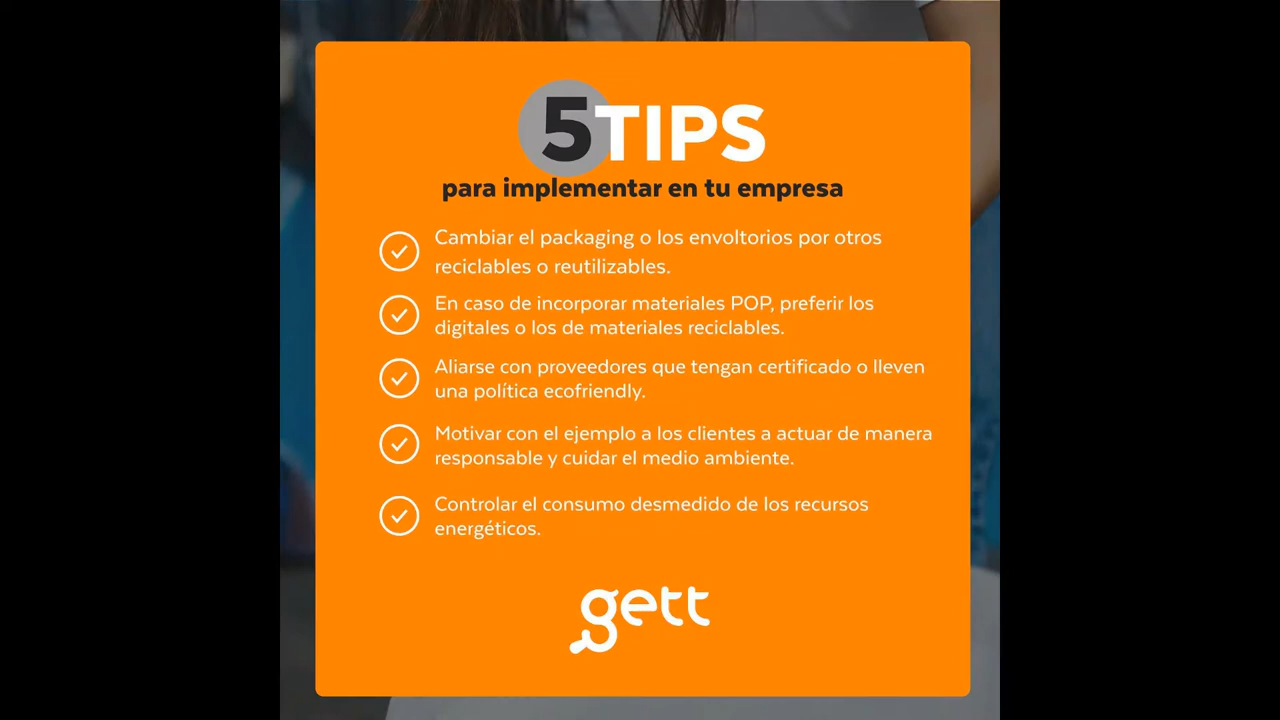 5 TIPS
para implementar en tu empresa
Cambiar el packaging o los envoltorios por otros
reciclables o reutilizables.
En caso de incorporar materiales POP, preferir los
digitales o los de materiales reciclables.
Aliarse con proveedores que tengan certificado o lleven
una política ecofriendly.
Motivar con el ejemplo a los clientes a actuar de manera
responsable y cuidar el medio ambiente.
Controlar el consumo desmedido de los recursos
energéticos.
gett